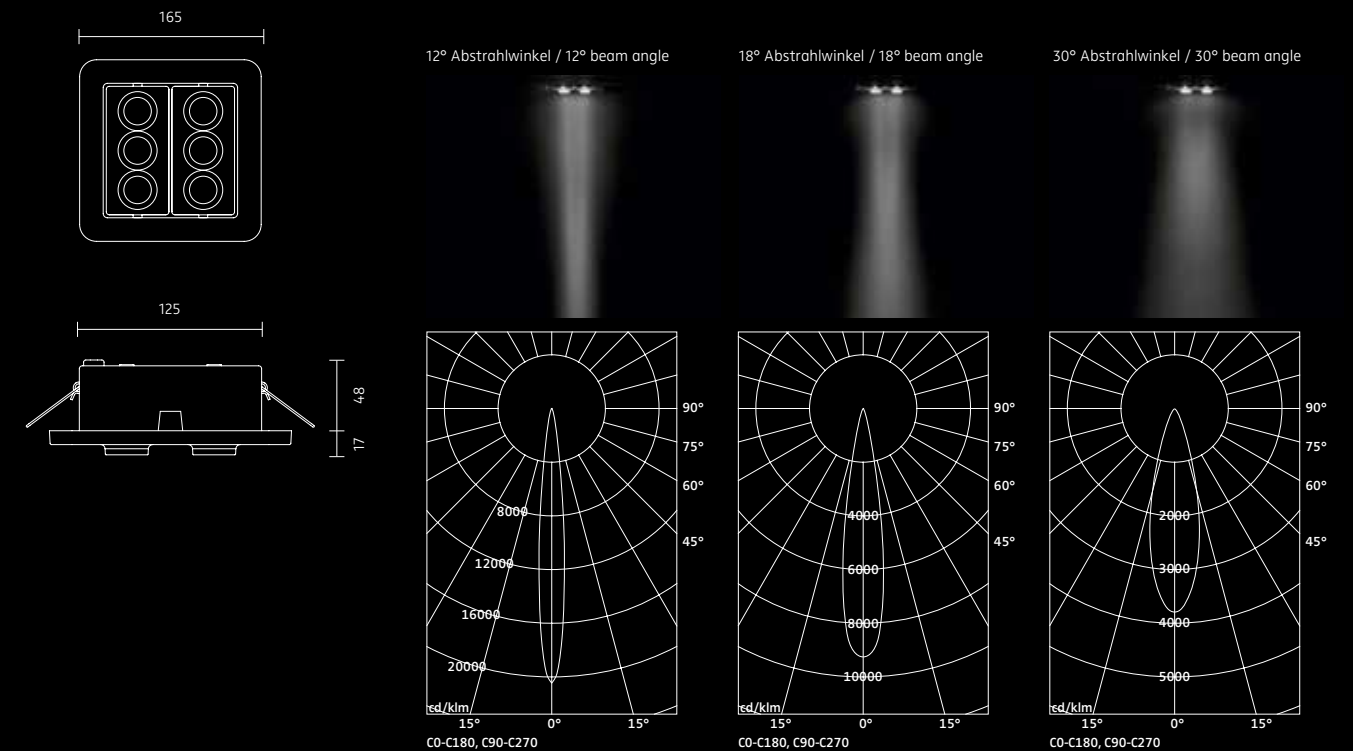 165
125
48
17
12° Abstrahlwinkel / 12° beam angle
90°
75°
60°
45°
8000
12000
16000
20000
cd/klm
15° 0° 15°
C0-C180, C90-C270
18° Abstrahlwinkel / 18° beam angle
90°
75°
60°
45°
4000
6000
8000
10000
cd/klm
15° 0° 15°
C0-C180, C90-C270
30° Abstrahlwinkel / 30° beam angle
90°
75°
60°
45°
2000
3000
4000
5000
cd/klm
15° 0° 15°
C0-C180, C90-C270